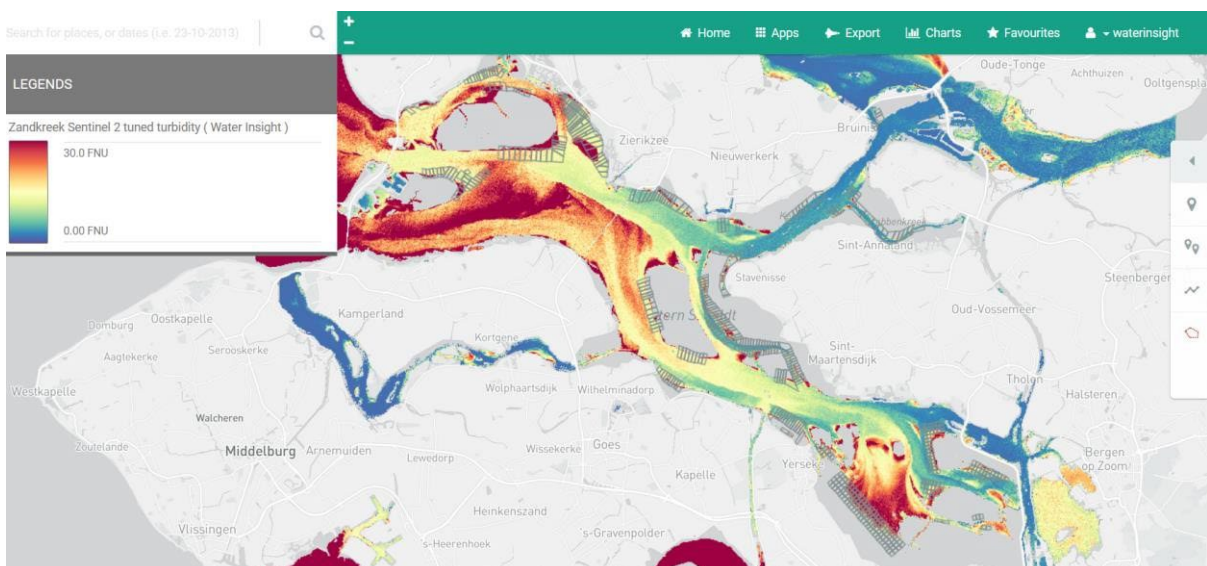 Search for places, or dates (i.e. 23-10-2013)
+
−
Home
Apps
Export
Charts
Favourites
waterinsight
LEGENDS
Zandkreek Sentinel 2 tuned turbidity ( Water Insight )
30.0 FNU
0.00 FNU
Oude-Tonge
Achthuizen
Ooltgenspla
Bruinis
Zierikzee
Nieuwerkerk
Sint-Annaland
Stavenisse
Steenbergen
Oud-Vossemeer
Kamperland
Domburg
Oostkapelle
Serooskerke
Aagtekerke
Kortgene
Westkapelle
Wolphaartsdijk
Wilhelminadorp
Sint-
Maartensdijk
Tholen
Halsteren
Walcheren
Zoutelande
Middelburg
Arnemuiden
Lewedorp
Wissekerke
Goes
Kapelle
Yerseke
Bergen
op Zoom
Vlissingen
Heinkenszand
's-Heerenhoek
's-Gravenpolder